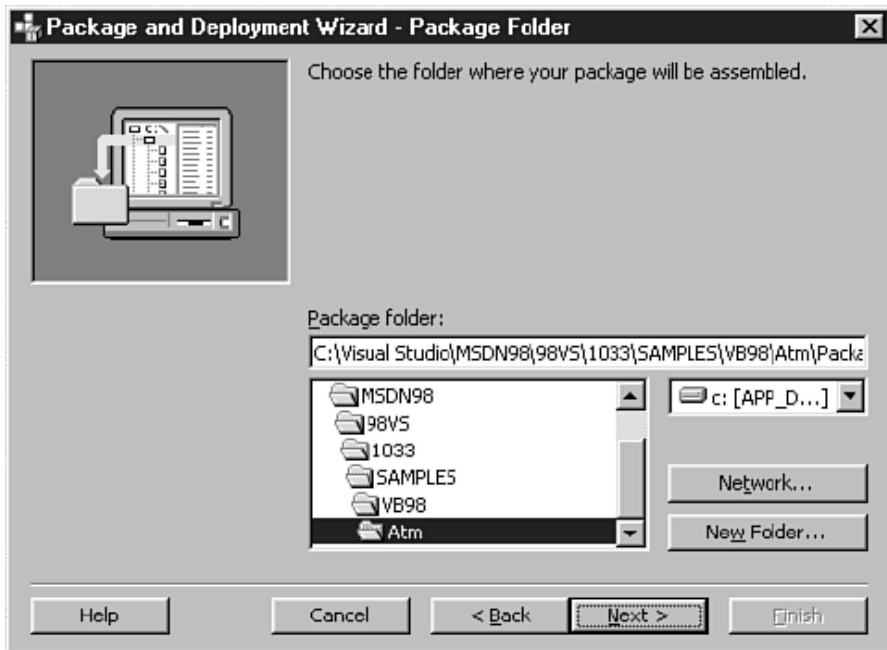 Package and Deployment Wizard - Package Folder
Choose the folder where your package will be assembled.
Package folder:
C:\Visual Studio\MSDN98\98VS\1033\SAMPLES\VB98\Atm\Packa
MSDN98
c: [APP_D...]
98VS
1033
SAMPLES
Network...
VB98
Atm
New Folder...
Help
Cancel
< Back
Next >
Finish